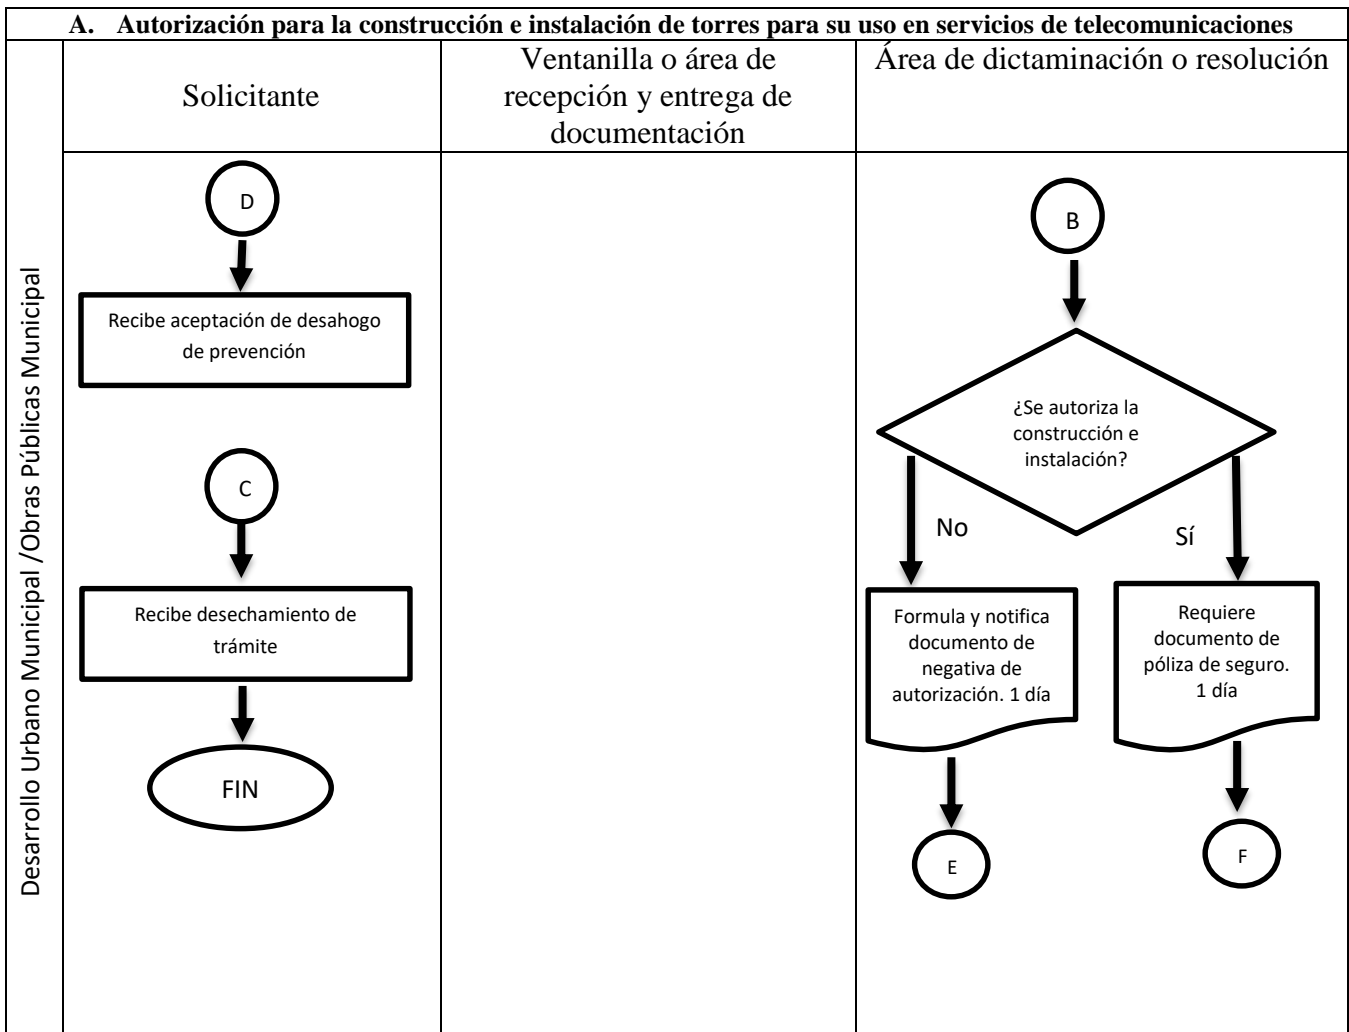 A. Autorización para la construcción e instalación de torres para su uso en servicios de telecomunicaciones
Desarrollo Urbano Municipal /Obras Públicas Municipal
Solicitante
Ventanilla o área de
recepción y entrega de
documentación
Área de dictaminación o resolución
D
Recibe aceptación de desahogo
de prevención
C
Recibe desechamiento de
trámite
FIN
B
¿Se autoriza la
construcción e
instalación?
No
Sí
Formula y notifica
documento de
negativa de
autorización. 1 día
Requiere
documento de
póliza de seguro.
1 día
E
F